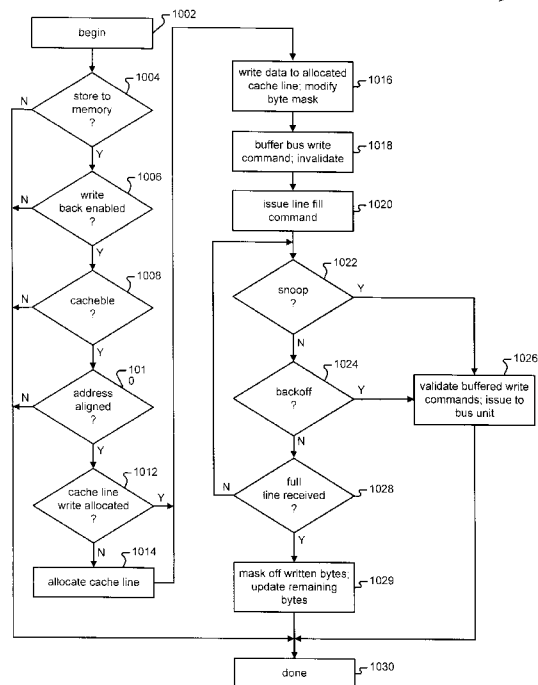 begin
1002
store to
memory
?
1004
N
Y
write
back enabled
?
1006
N
Y
cacheble
?
1008
N
Y
address
aligned
?
101
0
N
Y
cache line
write allocated
?
1012
Y
N
allocate cache line
1014
write data to allocated
cache line; modify
byte mask
1016
buffer bus write
command; invalidate
1018
issue line fill
command
1020
snoop
?
1022
Y
N
backoff
?
1024
Y
N
validate buffered write
commands; issue to
bus unit
1026
full
line received
?
1028
N
Y
mask off written bytes;
update remaining
bytes
1029
done
1030